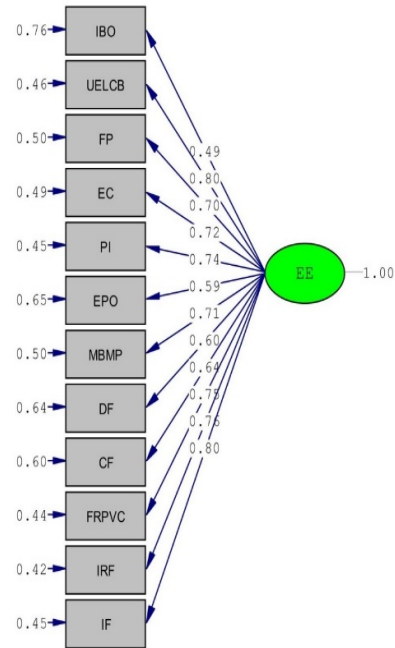 0.76 IBO
0.46 UELCB
0.50 FP
0.49 EC
0.45 PI
0.65 EPO
0.50 MBMP
0.64 DF
0.60 CF
0.44 FRPVC
0.42 IRF
0.45 IF
0.49
0.80
0.70
0.72
0.74
0.59
0.71
0.60
0.64
0.75
0.76
0.80
EE 1.00